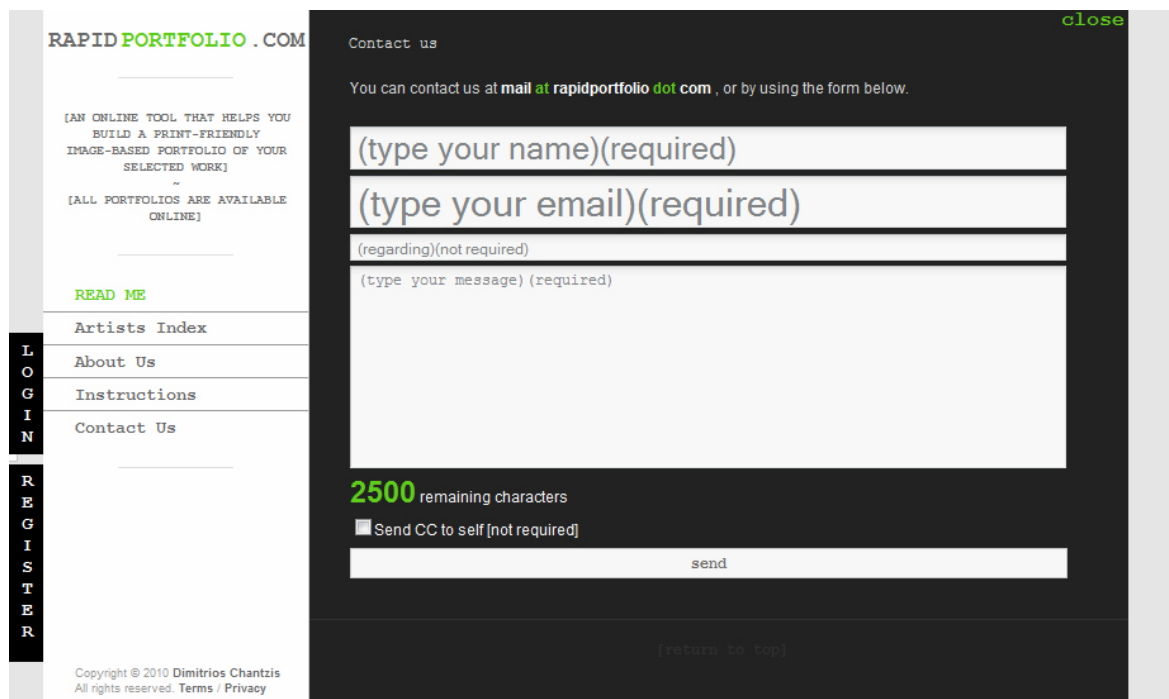 RAPIDPORTFOLIO.COM
[AN ONLINE TOOL THAT HELPS YOU
BUILD A PRINT-FRIENDLY
IMAGE-BASED PORTFOLIO OF YOUR
SELECTED WORK]
~
[ALL PORTFOLIOS ARE AVAILABLE
ONLINE]
READ ME
Artists Index
About Us
Instructions
Contact Us
LOGIN
REGISTER
Copyright © 2010 Dimitrios Chantzis
All rights reserved. Terms / Privacy
close
Contact us
You can contact us at mail at rapidportfolio dot com , or by using the form below.
(type your name)(required)
(type your email)(required)
(regarding)(not required)
(type your message)(required)
2500 remaining characters
Send CC to self [not required]
send
[return to top]